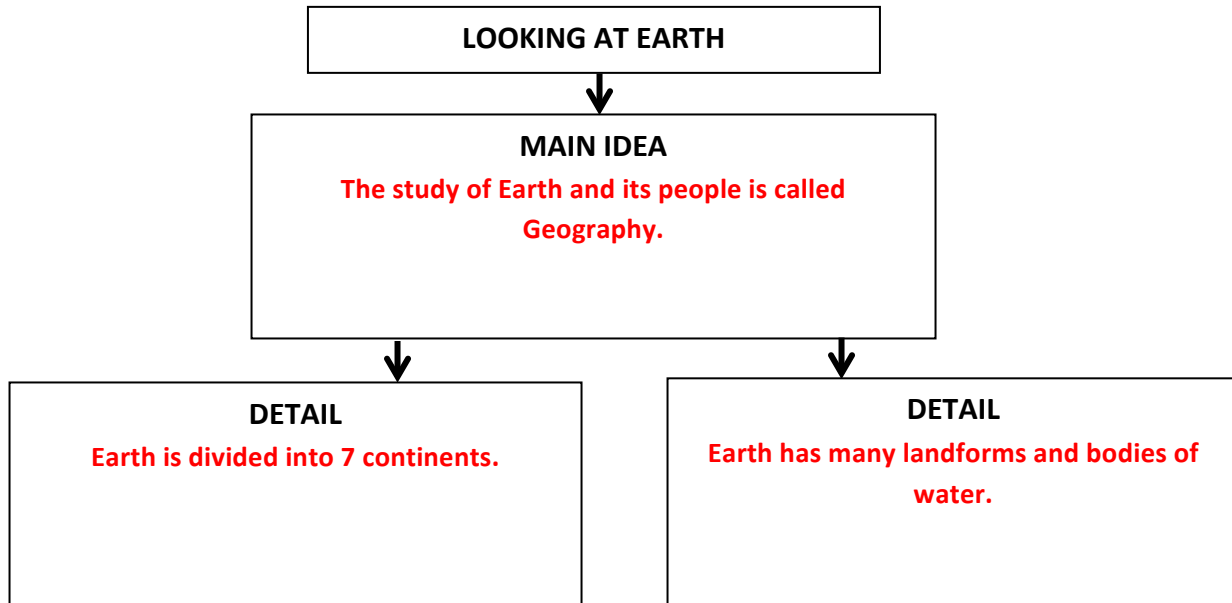 LOOKING AT EARTH
MAIN IDEA
The study of Earth and its people is called
Geography.
DETAIL
Earth is divided into 7 continents.
DETAIL
Earth has many landforms and bodies of
water.